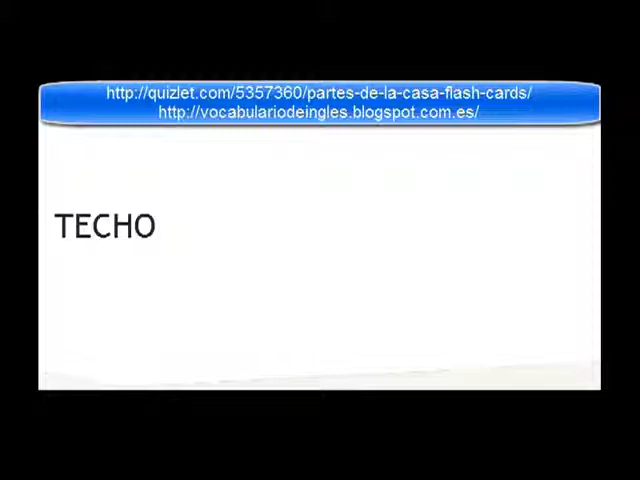 http://quizlet.com/5357360/partes-de-la-casa-flash-cards/
http://vocabulariodeingles.blogspot.com.es/
TECHO